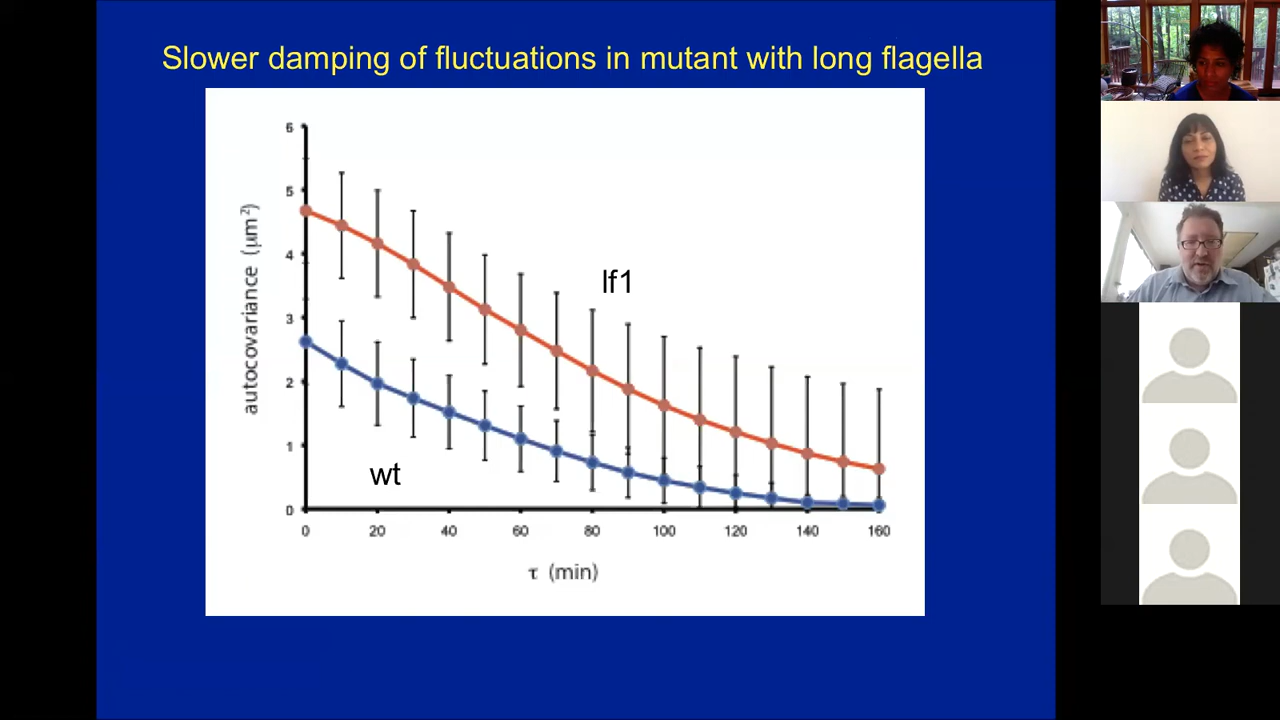 Slower damping of fluctuations in mutant with long flagella
autocovariance (μm²)
6
5
4
3
2
1
0
lf1
wt
0 20 40 60 80 100 120 140 160
τ (min)